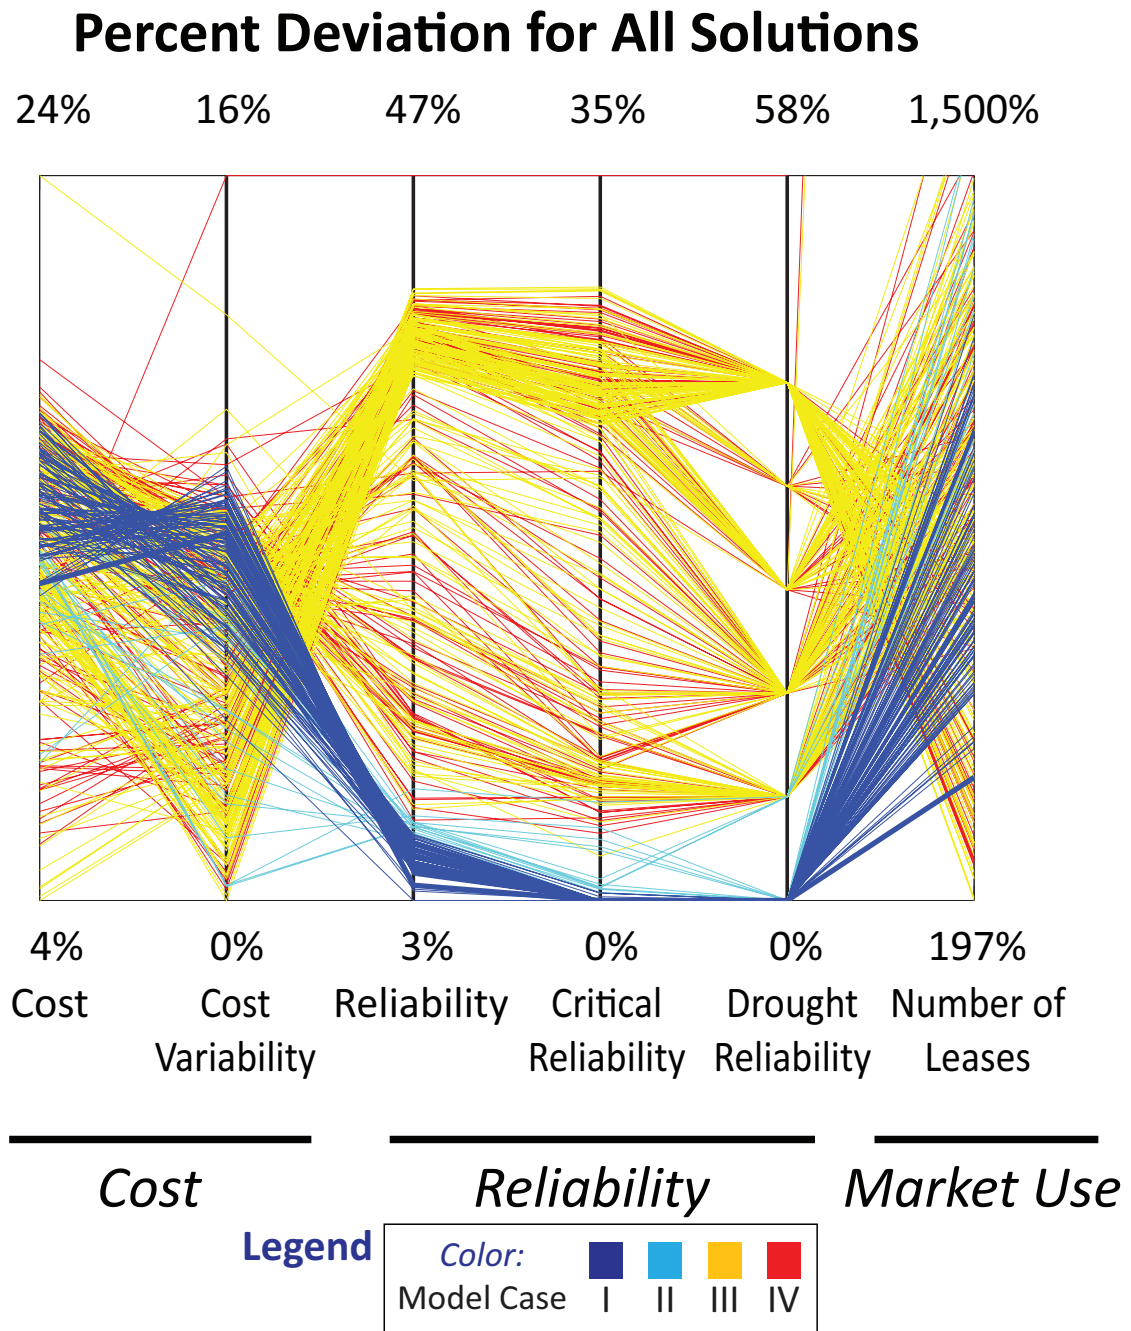 Percent Deviation for All Solutions
24% 16% 47% 35% 58% 1,500%
4% 0% 3% 0% 0% 197%
Cost Cost Reliability Critical Drought Number of
Variability Reliability Reliability Leases
Cost Reliability Market Use
Legend Color:
Model Case I II III IV